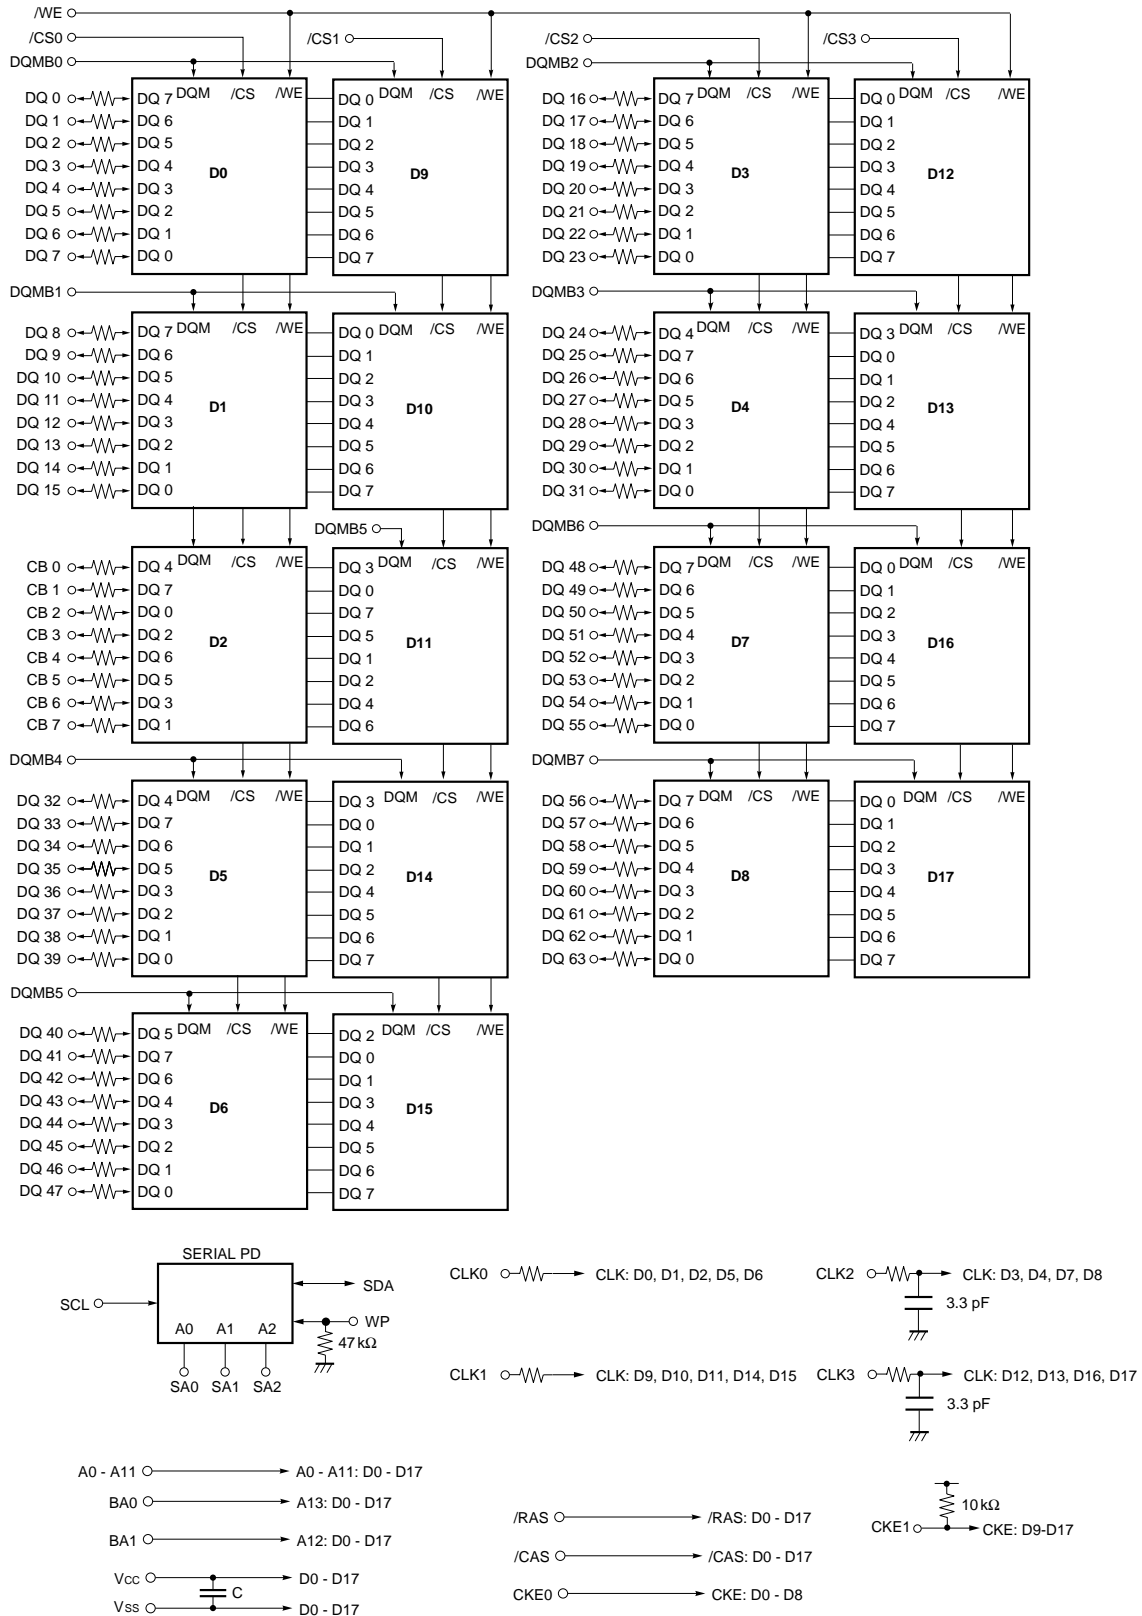 /WE
/CS0 /CS1 /CS2 /CS3
DQMB0 DQMB2
DQM /CS /WE DQM /CS /WE DQM /CS /WE DQM /CS /WE
DQ 0 DQ 7 DQ 0 DQ 16 DQ 7 DQ 0
DQ 1 DQ 6 DQ 1 DQ 17 DQ 6 DQ 1
DQ 2 DQ 5 DQ 2 DQ 18 DQ 5 DQ 2
DQ 3 DQ 4 D0 DQ 3 D9 DQ 19 DQ 4 D3 DQ 3 D12
DQ 4 DQ 3 DQ 4 DQ 20 DQ 3 DQ 4
DQ 5 DQ 2 DQ 5 DQ 21 DQ 2 DQ 5
DQ 6 DQ 1 DQ 6 DQ 22 DQ 1 DQ 6
DQ 7 DQ 0 DQ 7 DQ 23 DQ 0 DQ 7
DQMB1 DQMB3
DQM /CS /WE DQM /CS /WE DQM /CS /WE DQM /CS /WE
DQ 8 DQ 7 DQ 0 DQ 24 DQ 4 DQ 3
DQ 9 DQ 6 DQ 1 DQ 25 DQ 7 DQ 0
DQ 10 DQ 5 DQ 2 DQ 26 DQ 6 DQ 1
DQ 11 DQ 4 D1 DQ 3 D10 DQ 27 DQ 5 D4 DQ 2 D13
DQ 12 DQ 3 DQ 4 DQ 28 DQ 3 DQ 4
DQ 13 DQ 2 DQ 5 DQ 29 DQ 2 DQ 5
DQ 14 DQ 1 DQ 6 DQ 30 DQ 1 DQ 6
DQ 15 DQ 0 DQ 7 DQ 31 DQ 0 DQ 7
DQMB5 DQMB6
DQM /CS /WE DQM /CS /WE DQM /CS /WE DQM /CS /WE
CB 0 DQ 4 DQ 3 DQ 48 DQ 7 DQ 0
CB 1 DQ 7 DQ 0 DQ 49 DQ 6 DQ 1
CB 2 DQ 0 DQ 7 DQ 50 DQ 5 DQ 2
CB 3 DQ 2 D2 DQ 5 D11 DQ 51 DQ 4 D7 DQ 3 D16
CB 4 DQ 6 DQ 1 DQ 52 DQ 3 DQ 4
CB 5 DQ 5 DQ 2 DQ 53 DQ 2 DQ 5
CB 6 DQ 3 DQ 4 DQ 54 DQ 1 DQ 6
CB 7 DQ 1 DQ 6 DQ 55 DQ 0 DQ 7
DQMB4 DQMB7
DQM /CS /WE DQM /CS /WE DQM /CS /WE DQM /CS /WE
DQ 32 DQ 4 DQ 3 DQ 56 DQ 7 DQ 0
DQ 33 DQ 7 DQ 0 DQ 57 DQ 6 DQ 1
DQ 34 DQ 6 DQ 1 DQ 58 DQ 5 DQ 2
DQ 35 DQ 5 D5 DQ 2 D14 DQ 59 DQ 4 D8 DQ 3 D17
DQ 36 DQ 3 DQ 4 DQ 60 DQ 3 DQ 4
DQ 37 DQ 2 DQ 5 DQ 61 DQ 2 DQ 5
DQ 38 DQ 1 DQ 6 DQ 62 DQ 1 DQ 6
DQ 39 DQ 0 DQ 7 DQ 63 DQ 0 DQ 7
DQMB5
DQM /CS /WE DQM /CS /WE
DQ 40 DQ 5 DQ 2
DQ 41 DQ 7 DQ 0
DQ 42 DQ 6 DQ 1
DQ 43 DQ 4 D6 DQ 3 D15
DQ 44 DQ 3 DQ 4
DQ 45 DQ 2 DQ 5
DQ 46 DQ 1 DQ 6
DQ 47 DQ 0 DQ 7
SERIAL PD
SCL SDA
WP
A0 A1 A2
47 kΩ
SA0 SA1 SA2
CLK0 CLK: D0, D1, D2, D5, D6
CLK2 CLK: D3, D4, D7, D8
3.3 pF
CLK1 CLK: D9, D10, D11, D14, D15
CLK3 CLK: D12, D13, D16, D17
3.3 pF
A0 - A11 A0 - A11: D0 - D17
BA0 A13: D0 - D17
BA1 A12: D0 - D17
Vcc D0 - D17
C
Vss D0 - D17
/RAS /RAS: D0 - D17
/CAS /CAS: D0 - D17
CKE0 CKE: D0 - D8
10 kΩ
CKE1 CKE: D9-D17